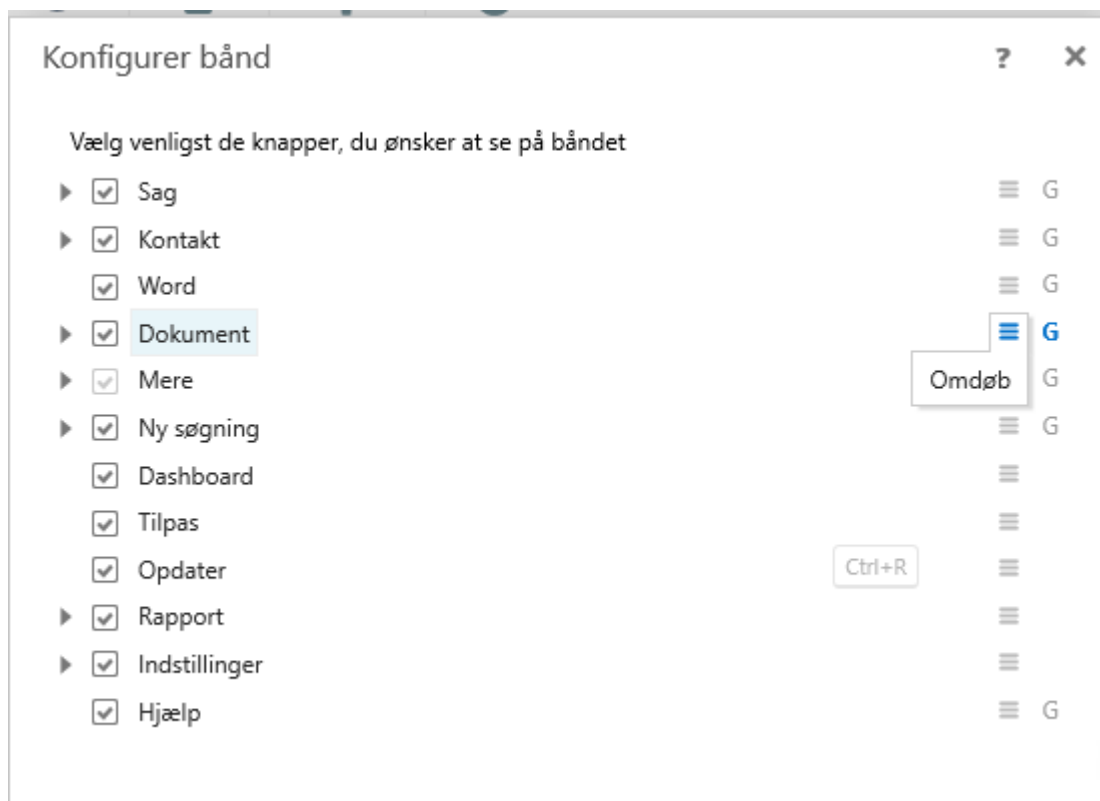 Konfigurer bånd ?
Vælg venligst de knapper, du ønsker at se på båndet
Sag G
Kontakt G
Word G
Dokument G
Mere Omdøb G
Ny søgning G
Dashboard
Tilpas
Opdater Ctrl+R
Rapport
Indstillinger
Hjælp G